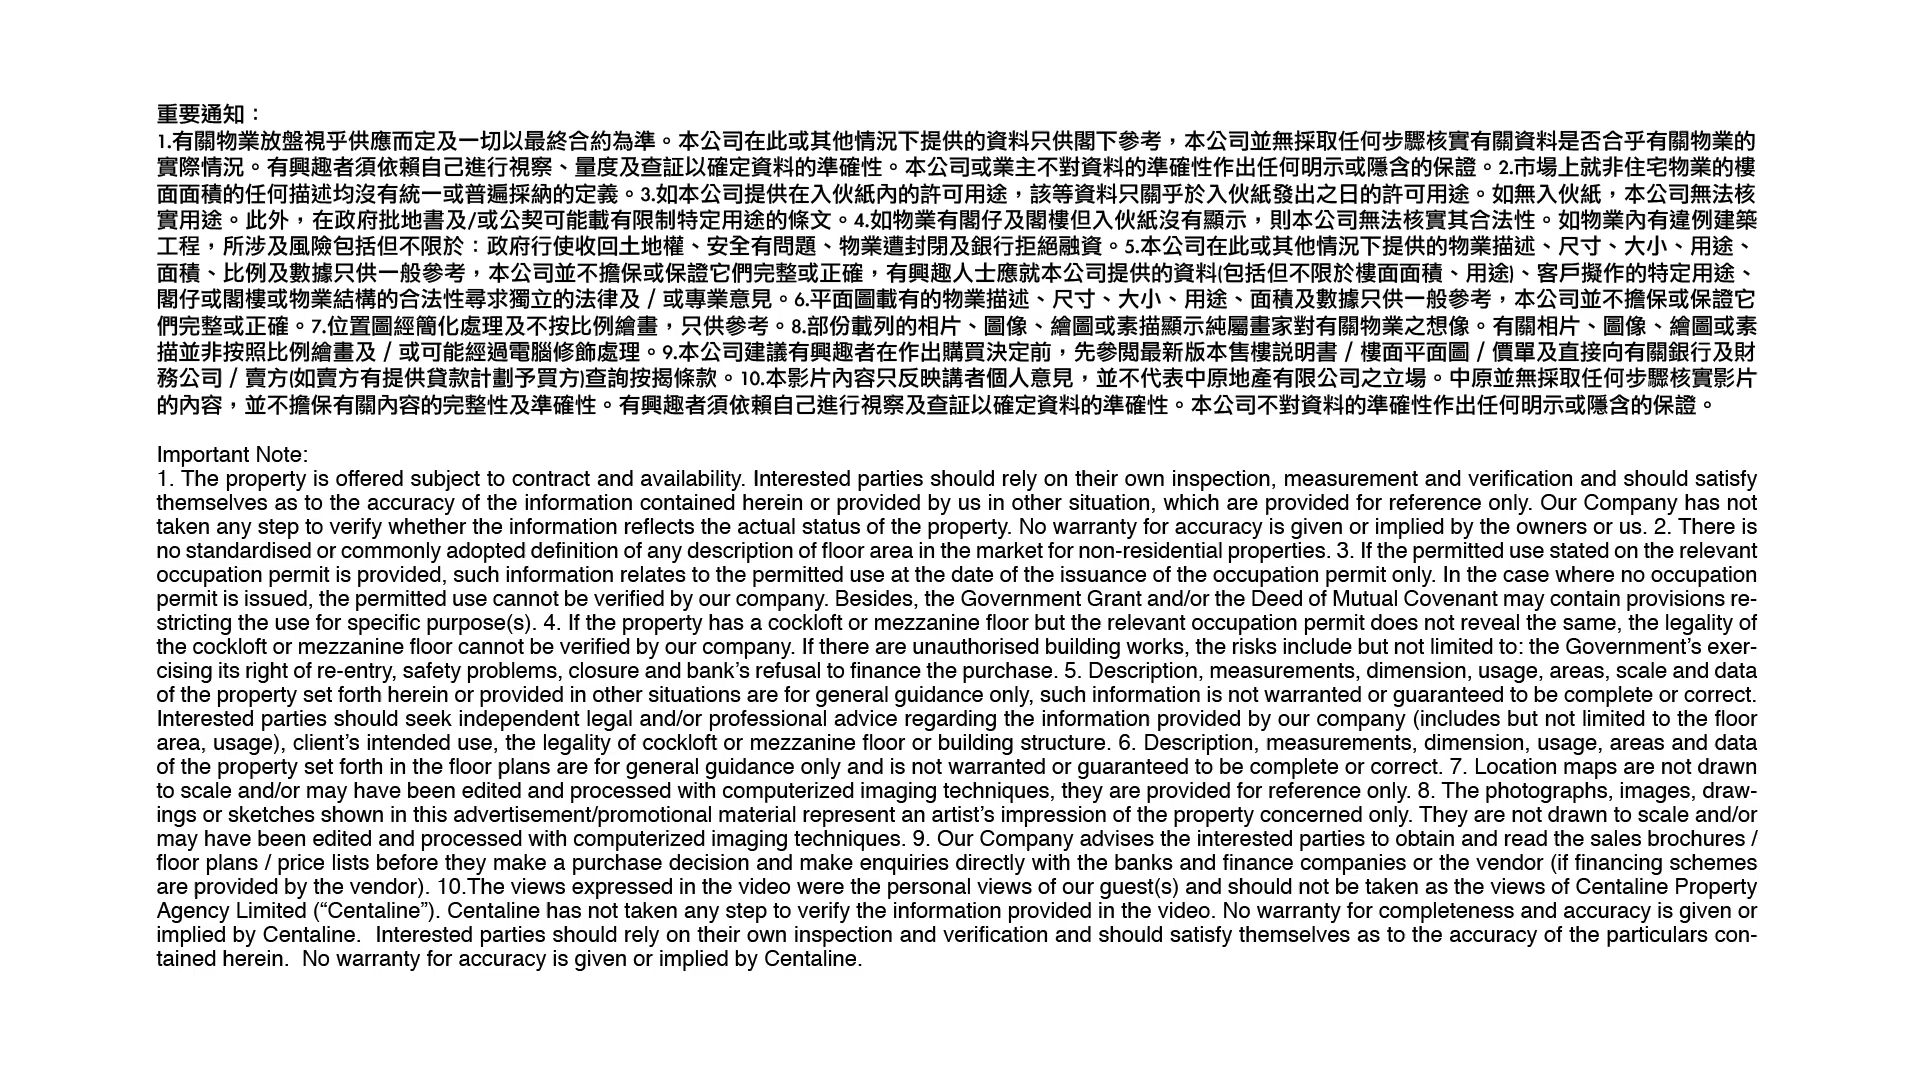 重要通知：
1.有關物業放盤視乎供應而定及一切以最終合約為準。本公司在此或其他情況下提供的資料只供閣下參考，本公司並無採取任何步驟核實有關資料是否合乎有關物業的
實際情況。有興趣者須依賴自己進行視察、量度及查証以確定資料的準確性。本公司或業主不對資料的準確性作出任何明示或隱含的保證。2.市場上就非住宅物業的樓
面面積的任何描述均沒有統一或普遍採納的定義。3.如本公司提供在入伙紙內的許可用途，該等資料只關乎於入伙紙發出之日的許可用途。如無入伙紙，本公司無法核
實用途。此外，在政府批地書及/或公契可能載有限制特定用途的條文。4.如物業有閣仔及閣樓但入伙紙沒有顯示，則本公司無法核實其合法性。如物業內有違例建築
工程，所涉及風險包括但不限於：政府行使收回土地權、安全有問題、物業遭封閉及銀行拒絕融資。5.本公司在此或其他情況下提供的物業描述、尺寸、大小、用途、
面積、比例及數據只供一般參考，本公司並不擔保或保證它們完整或正確，有興趣人士應就本公司提供的資料(包括但不限於樓面面積、用途)、客戶擬作的特定用途、
閣仔或閣樓或物業結構的合法性尋求獨立的法律及 / 或專業意見。6.平面圖載有的物業描述、尺寸、大小、用途、面積及數據只供一般參考，本公司並不擔保或保證它
們完整或正確。7.位置圖經簡化處理及不按比例繪畫，只供參考。8.部份載列的相片、圖像、繪圖或素描顯示純屬畫家對有關物業之想像。有關相片、圖像、繪圖或素
描並非按照比例繪畫及 / 或可能經過電腦修飾處理。9.本公司建議有興趣者在作出購買決定前，先參閱最新版本售樓説明書 / 樓面平面圖 / 價單及直接向有關銀行及財
務公司 / 賣方(如賣方有提供貸款計劃予買方)查詢按揭條款。10.本影片內容只反映講者個人意見，並不代表中原地產有限公司之立場。中原並無採取任何步驟核實影片
的內容，並不擔保有關內容的完整性及準確性。有興趣者須依賴自己進行視察及查証以確定資料的準確性。本公司不對資料的準確性作出任何明示或隱含的保證。
Important Note:
1. The property is offered subject to contract and availability. Interested parties should rely on their own inspection, measurement and verification and should satisfy
themselves as to the accuracy of the information contained herein or provided by us in other situation, which are provided for reference only. Our Company has not
taken any step to verify whether the information reflects the actual status of the property. No warranty for accuracy is given or implied by the owners or us. 2. There is
no standardised or commonly adopted definition of any description of floor area in the market for non-residential properties. 3. If the permitted use stated on the relevant
occupation permit is provided, such information relates to the permitted use at the date of the issuance of the occupation permit only. In the case where no occupation
permit is issued, the permitted use cannot be verified by our company. Besides, the Government Grant and/or the Deed of Mutual Covenant may contain provisions re-
stricting the use for specific purpose(s). 4. If the property has a cockloft or mezzanine floor but the relevant occupation permit does not reveal the same, the legality of
the cockloft or mezzanine floor cannot be verified by our company. If there are unauthorised building works, the risks include but not limited to: the Government’s exer-
cising its right of re-entry, safety problems, closure and bank’s refusal to finance the purchase. 5. Description, measurements, dimension, usage, areas, scale and data
of the property set forth herein or provided in other situations are for general guidance only, such information is not warranted or guaranteed to be complete or correct.
Interested parties should seek independent legal and/or professional advice regarding the information provided by our company (includes but not limited to the floor
area, usage), client’s intended use, the legality of cockloft or mezzanine floor or building structure. 6. Description, measurements, dimension, usage, areas and data
of the property set forth in the floor plans are for general guidance only and is not warranted or guaranteed to be complete or correct. 7. Location maps are not drawn
to scale and/or may have been edited and processed with computerized imaging techniques, they are provided for reference only. 8. The photographs, images, draw-
ings or sketches shown in this advertisement/promotional material represent an artist’s impression of the property concerned only. They are not drawn to scale and/or
may have been edited and processed with computerized imaging techniques. 9. Our Company advises the interested parties to obtain and read the sales brochures /
floor plans / price lists before they make a purchase decision and make enquiries directly with the banks and finance companies or the vendor (if financing schemes
are provided by the vendor). 10.The views expressed in the video were the personal views of our guest(s) and should not be taken as the views of Centaline Property
Agency Limited (“Centaline”). Centaline has not taken any step to verify the information provided in the video. No warranty for completeness and accuracy is given or
implied by Centaline.  Interested parties should rely on their own inspection and verification and should satisfy themselves as to the accuracy of the particulars con-
tained herein.  No warranty for accuracy is given or implied by Centaline.